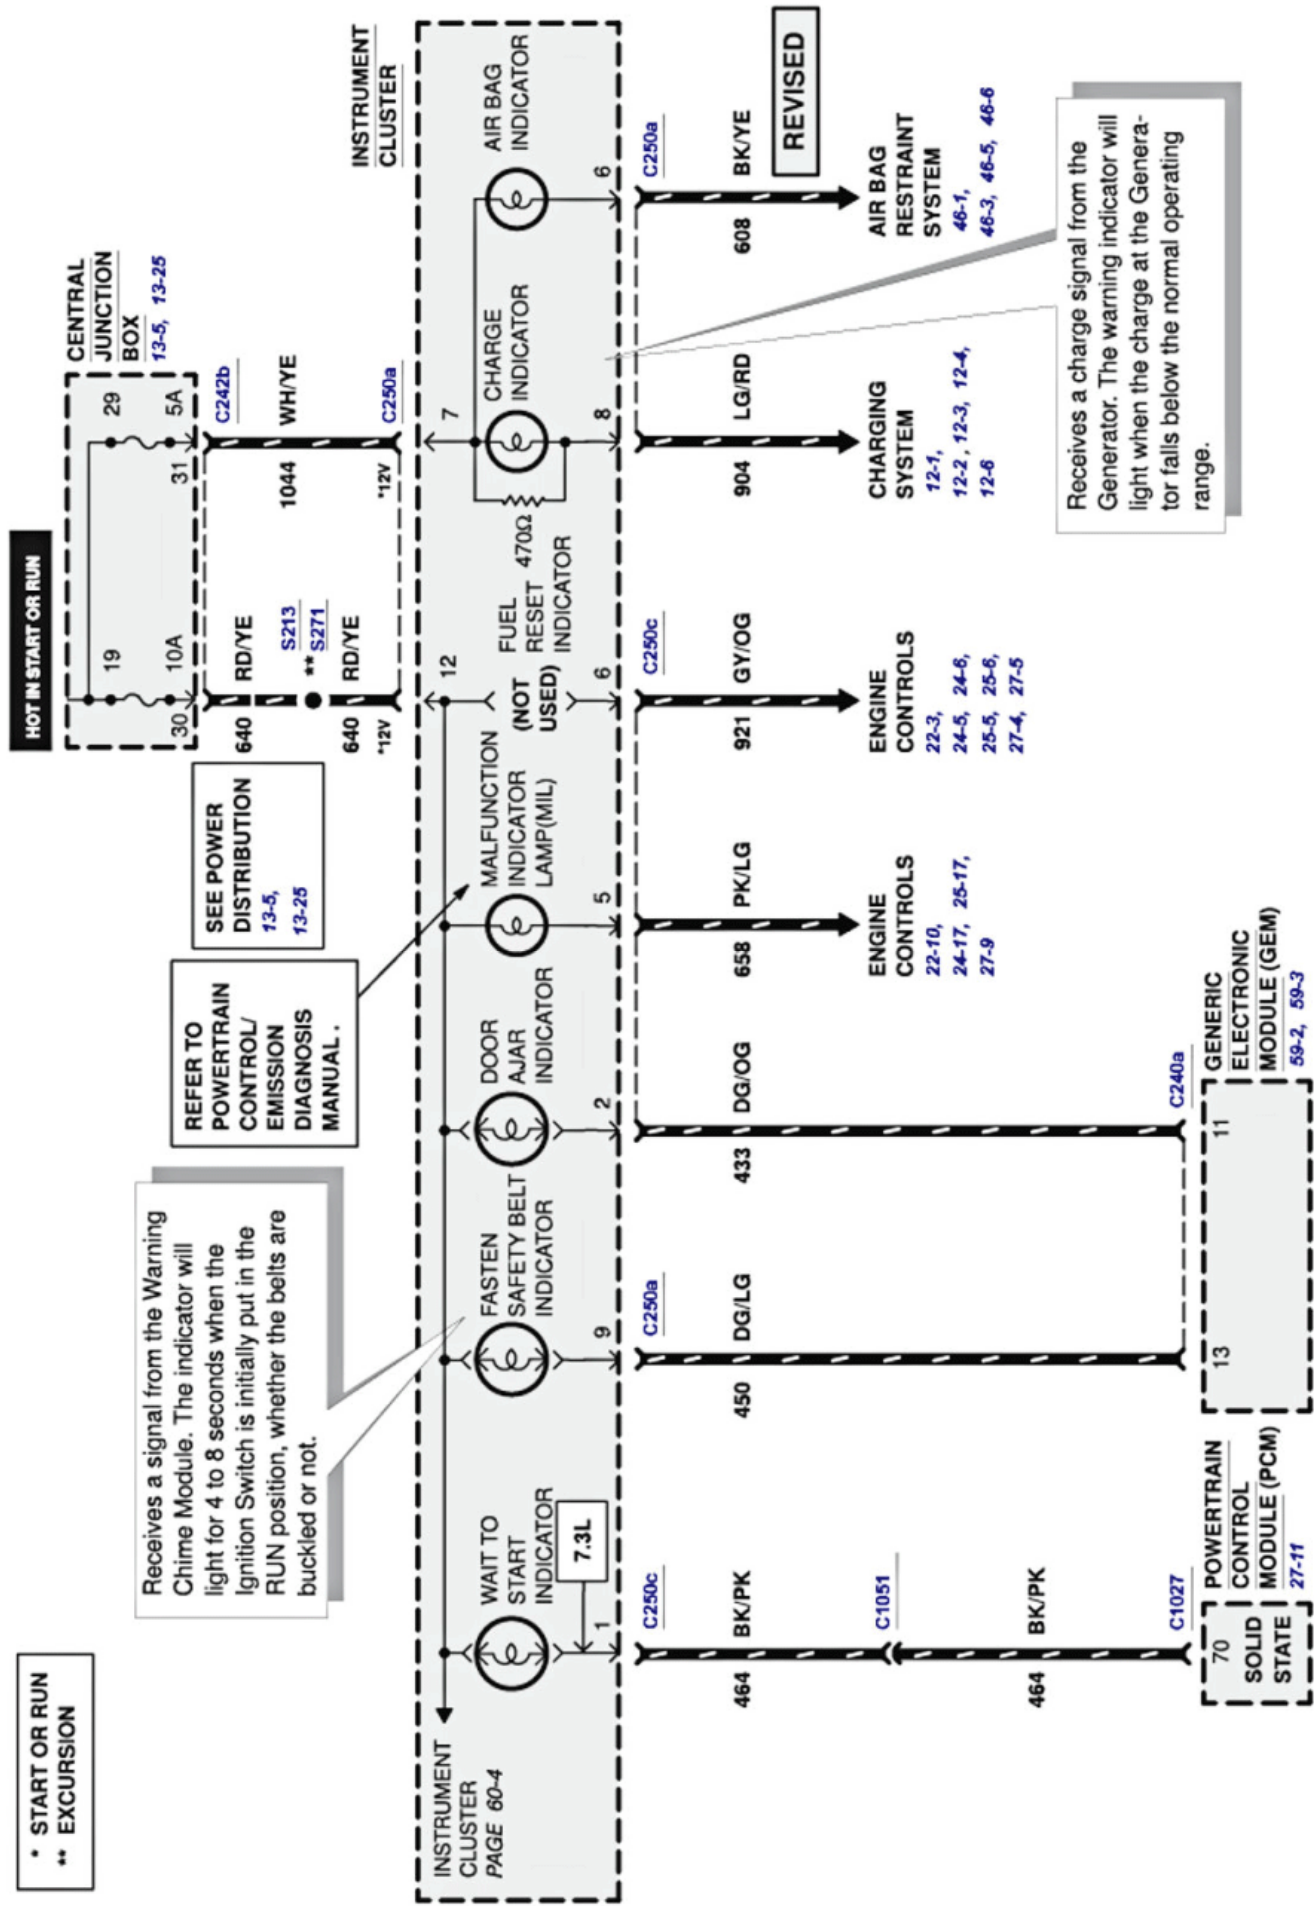 * START OR RUN
** EXCURSION
HOT IN START OR RUN
CENTRAL
JUNCTION
BOX
13-5, 13-25
19
29
10A
5A
30
31
C242b
640
RD/YE
1044
WH/YE
S213
**
S271
640
RD/YE
*12V
*12V
C250a
SEE POWER
DISTRIBUTION
13-5,
13-25
REFER TO
POWERTRAIN
CONTROL/
EMISSION
DIAGNOSIS
MANUAL.
Receives a signal from the Warning
Chime Module. The indicator will
light for 4 to 8 seconds when the
Ignition Switch is initially put in the
RUN position, whether the belts are
buckled or not.
INSTRUMENT
CLUSTER
12
7
INSTRUMENT
CLUSTER
PAGE 60-4
WAIT TO
START
INDICATOR
7.3L
FASTEN
SAFETY BELT
INDICATOR
DOOR
AJAR
INDICATOR
MALFUNCTION
INDICATOR
LAMP(MIL)
(NOT
USED)
FUEL
RESET
INDICATOR
470Ω
CHARGE
INDICATOR
AIR BAG
INDICATOR
1
9
2
5
6
8
6
C250c
C250a
C250c
C250a
464
BK/PK
450
DG/LG
433
DG/OG
658
PK/LG
921
GY/OG
904
LG/RD
608
BK/YE
REVISED
C1051
ENGINE
CONTROLS
22-10,
24-17, 25-17,
27-9
ENGINE
CONTROLS
22-3,
24-5, 24-6,
25-5, 25-6,
27-4, 27-5
CHARGING
SYSTEM
12-1,
12-2 , 12-3, 12-4,
12-6
AIR BAG
RESTRAINT
SYSTEM
46-1,
46-3, 46-5, 46-6
464
BK/PK
C1027
C240a
70
SOLID
STATE
POWERTRAIN
CONTROL
MODULE (PCM)
27-11
13
11
GENERIC
ELECTRONIC
MODULE (GEM)
59-2, 59-3
Receives a charge signal from the
Generator. The warning indicator will
light when the charge at the Genera-
tor falls below the normal operating
range.